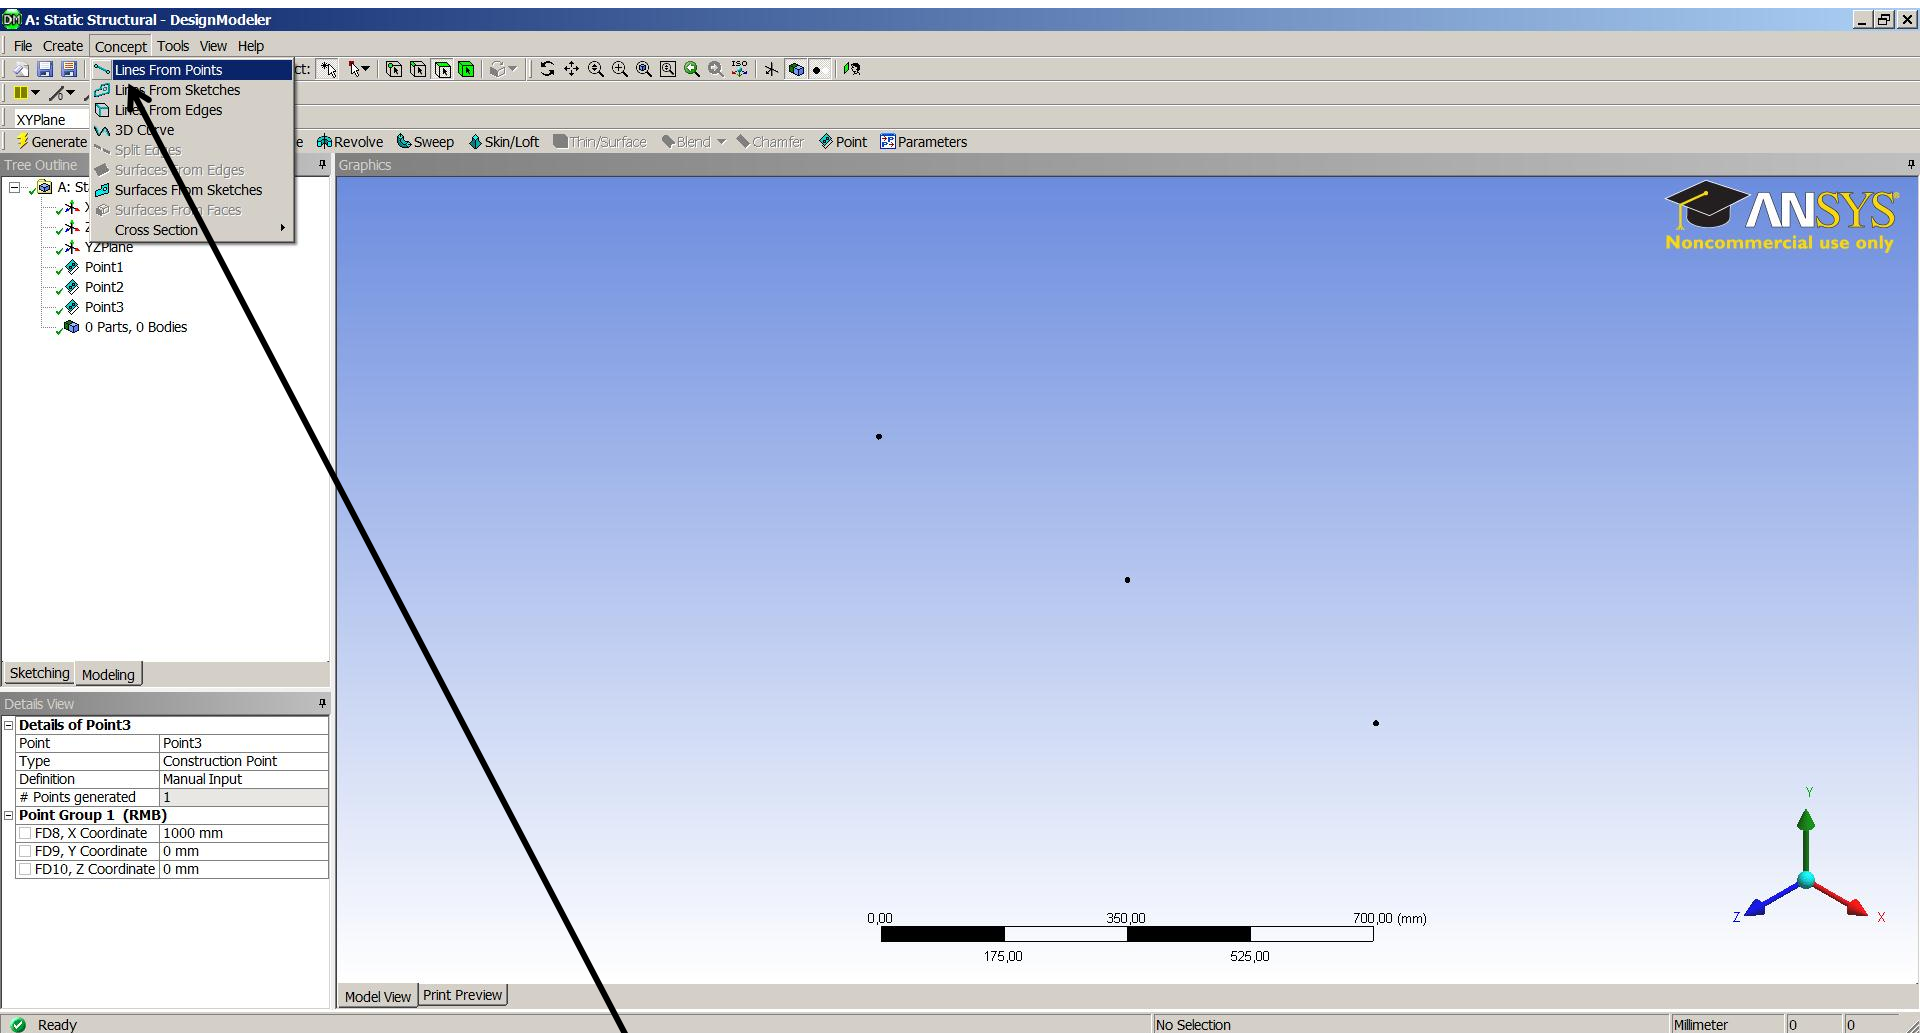 DM A: Static Structural - DesignModeler
File Create Concept Tools View Help
Lines From Points
ct:
ISO
Lines From Sketches
Lines From Edges
XYPlane
3D Curve
Generate
Revolve Sweep Skin/Loft Thin/Surface Blend Chamfer Point Parameters
Split Edges
Tree Outline
Graphics
Surfaces From Edges
A: St
Surfaces From Sketches
Surfaces From Faces
Cross Section
YZPlane
Point1
Point2
Point3
0 Parts, 0 Bodies
ANSYS
Noncommercial use only
Sketching Modeling
Details View
Details of Point3
Point Point3
Type Construction Point
Definition Manual Input
# Points generated 1
Point Group 1 (RMB)
FD8, X Coordinate 1000 mm
FD9, Y Coordinate 0 mm
FD10, Z Coordinate 0 mm
Y
Z
X
0,00 350,00 700,00 (mm)
175,00 525,00
Model View Print Preview
Ready
No Selection
Millimeter 0 0